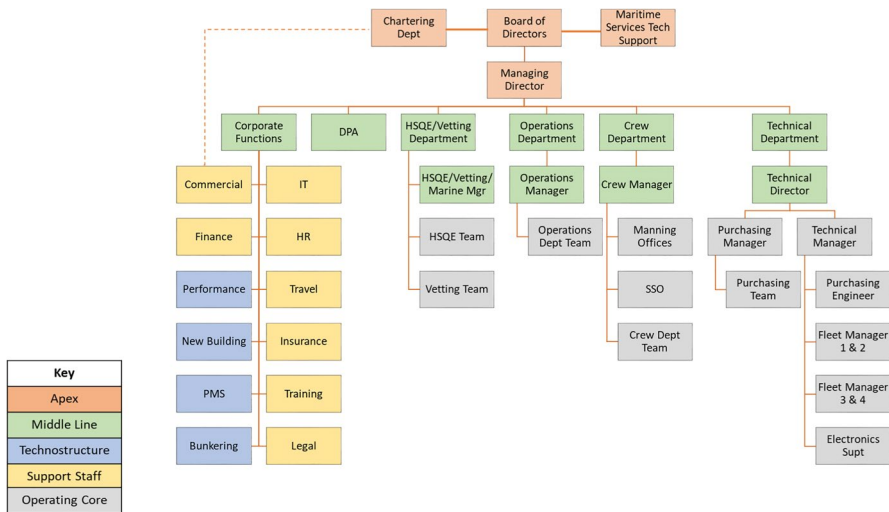 Chartering
Dept
Board of
Directors
Maritime
Services Tech
Support
Managing
Director
Corporate
Functions
DPA
HSQE/Vetting
Department
Operations
Department
Crew
Department
Technical
Department
Commercial
IT
HSQE/Vetting/
Marine Mgr
Operations
Manager
Crew Manager
Technical
Director
Finance
HR
HSQE Team
Operations
Dept Team
Manning
Offices
Purchasing
Manager
Technical
Manager
Performance
Travel
Vetting Team
SSO
Purchasing
Team
Purchasing
Engineer
New Building
Insurance
Crew Dept
Team
Fleet Manager
1 & 2
PMS
Training
Fleet Manager
3 & 4
Bunkering
Legal
Electronics
Supt
Key
Apex
Middle Line
Technostructure
Support Staff
Operating Core